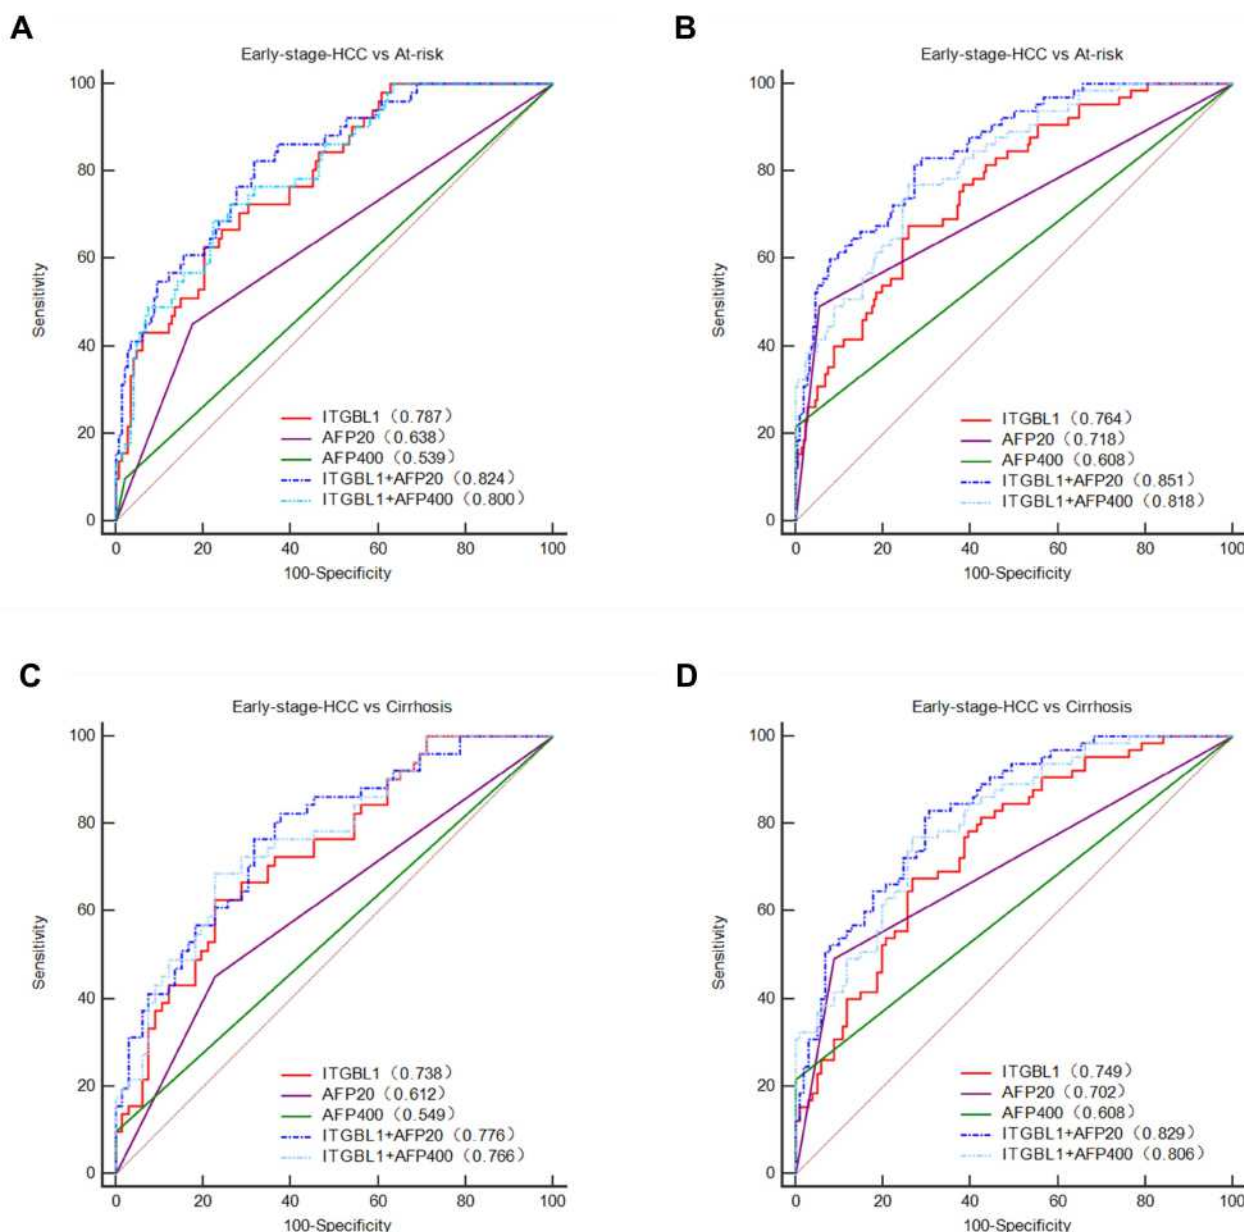 A
Early-stage-HCC vs At-risk
100
80
60
40
20
0
Sensitivity
ITGBL1（0.787）
AFP20（0.638）
AFP400（0.539）
ITGBL1+AFP20（0.824）
ITGBL1+AFP400（0.800）
0 20 40 60 80 100
100-Specificity
B
Early-stage-HCC vs At-risk
100
80
60
40
20
0
Sensitivity
ITGBL1（0.764）
AFP20（0.718）
AFP400（0.608）
ITGBL1+AFP20（0.851）
ITGBL1+AFP400（0.818）
0 20 40 60 80 100
100-Specificity
C
Early-stage-HCC vs Cirrhosis
100
80
60
40
20
0
Sensitivity
ITGBL1（0.738）
AFP20（0.612）
AFP400（0.549）
ITGBL1+AFP20（0.776）
ITGBL1+AFP400（0.766）
0 20 40 60 80 100
100-Specificity
D
Early-stage-HCC vs Cirrhosis
100
80
60
40
20
0
Sensitivity
ITGBL1（0.749）
AFP20（0.702）
AFP400（0.608）
ITGBL1+AFP20（0.829）
ITGBL1+AFP400（0.806）
0 20 40 60 80 100
100-Specificity